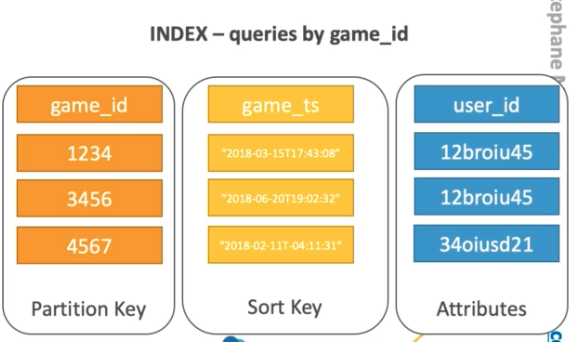 INDEX – queries by game_id
game_id game_ts user_id
1234 "2018-03-15T17:43:08" 12broiu45
3456 "2018-06-20T19:02:32" 12broiu45
4567 "2018-02-11T-04:11:31" 34oiusd21
Partition Key Sort Key Attributes
tephane